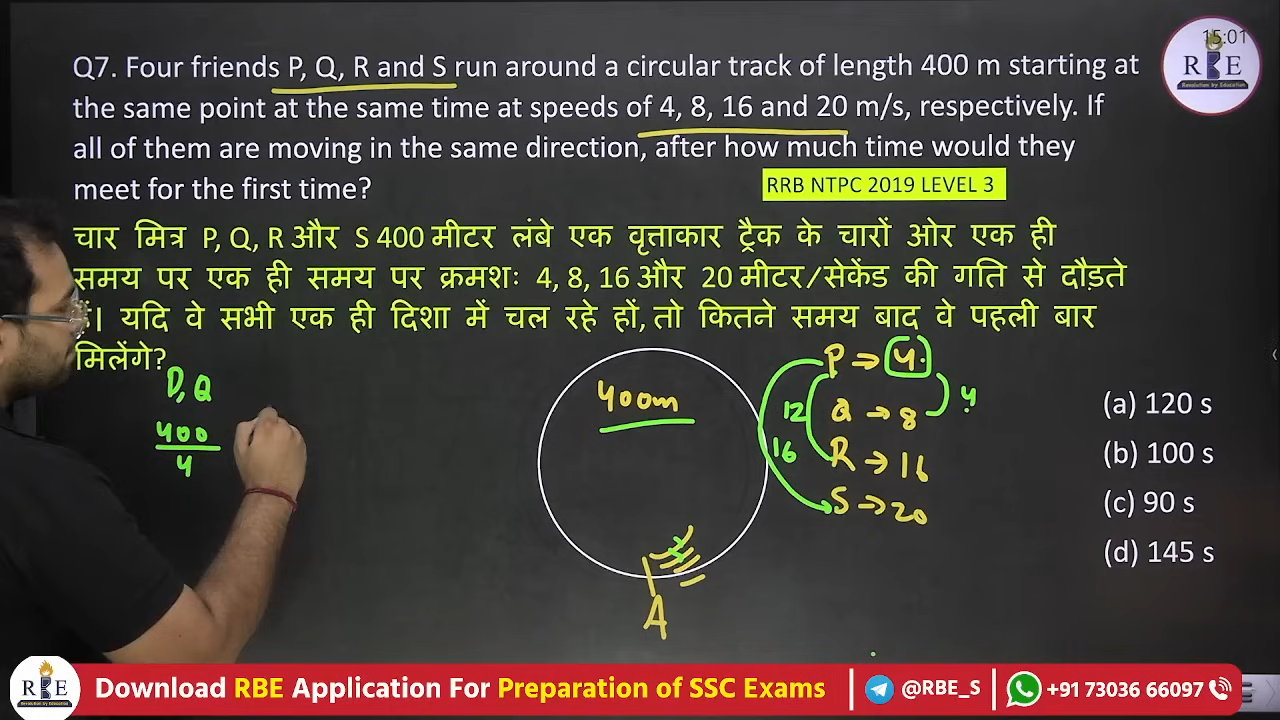 15:01
RBE
Revolution by Education
Q7. Four friends P, Q, R and S run around a circular track of length 400 m starting at
the same point at the same time at speeds of 4, 8, 16 and 20 m/s, respectively. If
all of them are moving in the same direction, after how much time would they
meet for the first time?
RRB NTPC 2019 LEVEL 3
चार मित्र P, Q, R और S 400 मीटर लंबे एक वृत्ताकार ट्रैक के चारों ओर एक ही
समय पर एक ही समय पर क्रमशः 4, 8, 16 और 20 मीटर/सेकेंड की गति से दौड़ते
यदि वे सभी एक ही दिशा में चल रहे हों, तो कितने समय बाद वे पहली बार
मिलेंगे?
P, Q
400
4
400m
A
P → 4
Q → 8
R → 16
S → 20
4
12
16
(a) 120 s
(b) 100 s
(c) 90 s
(d) 145 s
RBE
Download RBE Application For Preparation of SSC Exams
@RBE_S
+91 73036 66097